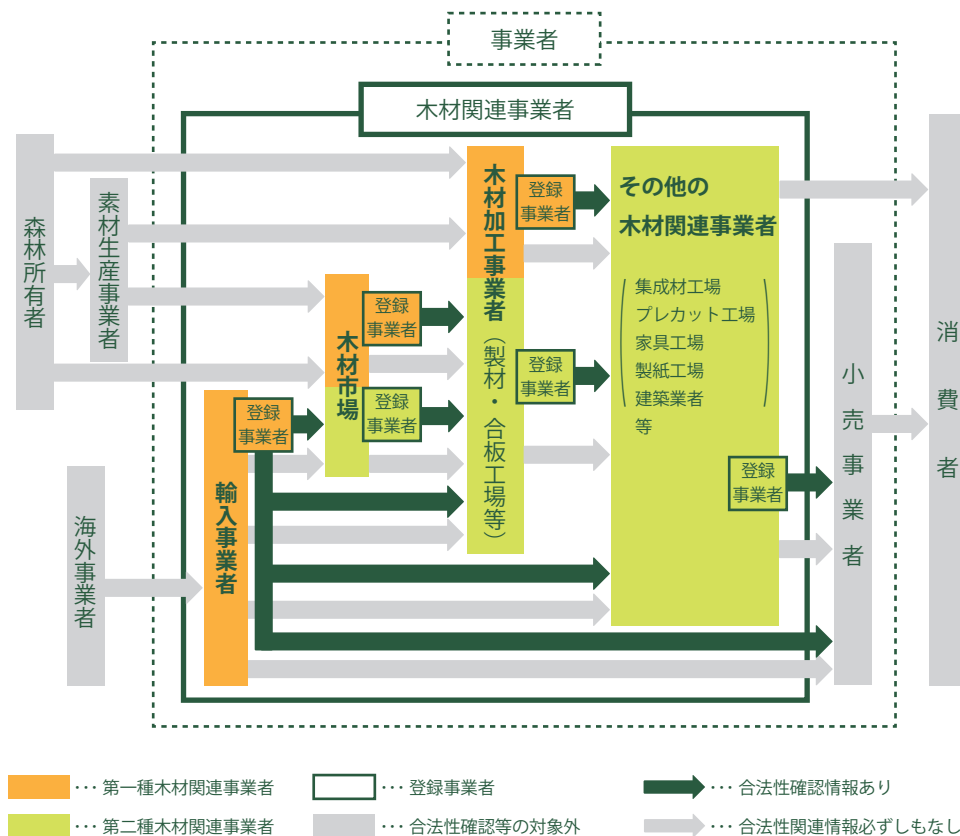 事業者
木材関連事業者
森林所有者
素材生産事業者
海外事業者
輸入事業者
登録
事業者
木材市場
登録
事業者
登録
事業者
木材加工事業者（製材・合板工場等）
登録
事業者
登録
事業者
その他の
木材関連事業者
集成材工場
プレカット工場
家具工場
製紙工場
建築業者
等
登録
事業者
小売事業者
消費者
･･･ 第一種木材関連事業者
･･･ 登録事業者
･･･ 合法性確認情報あり
･･･ 第二種木材関連事業者
･･･ 合法性確認等の対象外
･･･ 合法性関連情報必ずしもなし